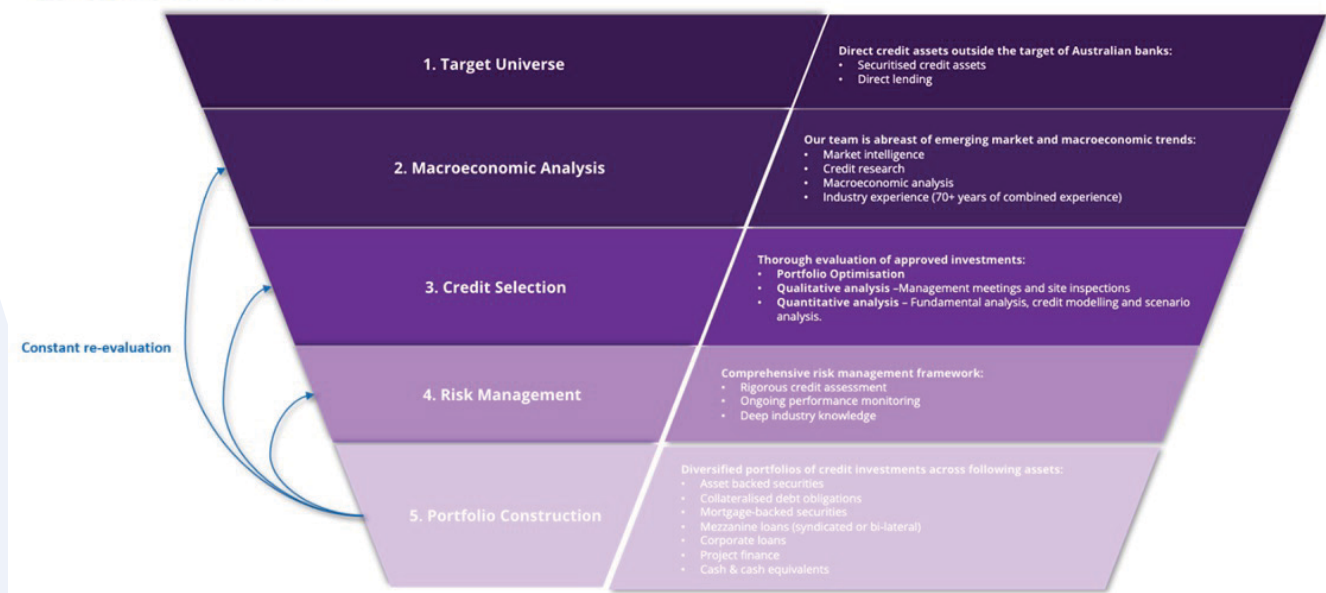 1. Target Universe
Direct credit assets outside the target of Australian banks:
• Securitised credit assets
• Direct lending
2. Macroeconomic Analysis
Our team is abreast of emerging market and macroeconomic trends:
• Market intelligence
• Credit research
• Macroeconomic analysis
• Industry experience (70+ years of combined experience)
3. Credit Selection
Thorough evaluation of approved investments:
• Portfolio Optimisation
• Qualitative analysis –Management meetings and site inspections
• Quantitative analysis – Fundamental analysis, credit modelling and scenario
analysis.
Constant re-evaluation
4. Risk Management
Comprehensive risk management framework:
• Rigorous credit assessment
• Ongoing performance monitoring
• Deep industry knowledge
5. Portfolio Construction
Diversified portfolios of credit investments across following assets:
• Asset backed securities
• Collateralised debt obligations
• Mortgage-backed securities
• Mezzanine loans (syndicated or bi-lateral)
• Corporate loans
• Project finance
• Cash & cash equivalents